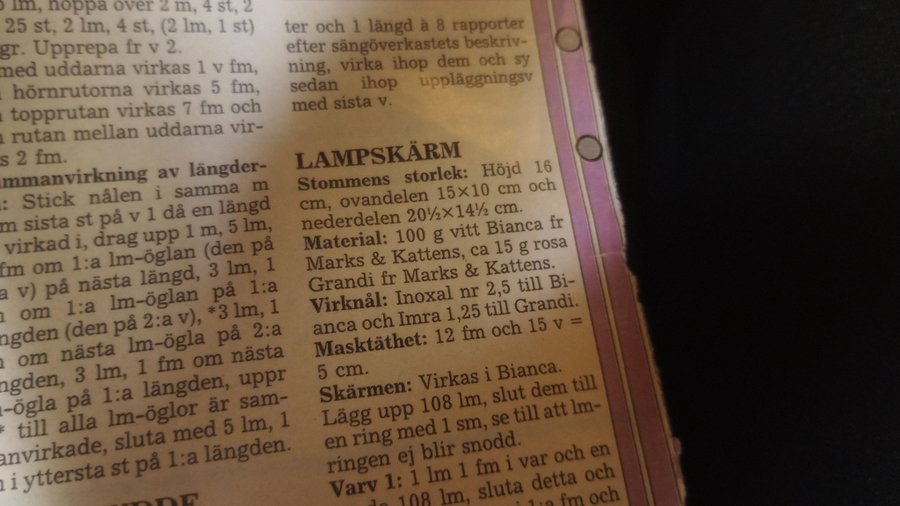 lm, hoppa över 2 m, 4 st, 2
25 st, 2 lm, 4 st, (2 lm, 1 st)
gr. Upprepa fr v 2.
med uddarna virkas 1 v fm,
hörnrutorna virkas 5 fm,
topprutan virkas 7 fm och
rutan mellan uddarna vir-
s 2 fm.
mmanvirkning av längder-
: Stick nålen i samma m
m sista st på v 1 då en längd
virkad i, drag upp 1 m, 5 lm,
fm om 1:a lm-öglan (den på
a v) på nästa längd, 3 lm, 1
om 1:a lm-öglan på 1:a
ngden (den på 2:a v), *3 lm, 1
om nästa lm-ögla på 2:a
ngden, 3 lm, 1 fm om nästa
-ögla på 1:a längden, uppr
* till alla lm-öglor är sam-
anvirkade, sluta med 5 lm, 1
i yttersta st på 1:a längden.
ter och 1 längd à 8 rapporter
efter sängöverkastets beskriv-
ning, virka ihop dem och sy
sedan ihop uppläggningsv
med sista v.
LAMPSKÄRM
Stommens storlek: Höjd 16
cm, ovandelen 15×10 cm och
nederdelen 20½×14½ cm.
Material: 100 g vitt Bianca fr
Marks & Kattens, ca 15 g rosa
Grandi fr Marks & Kattens.
Virknål: Inoxal nr 2,5 till Bi-
anca och Imra 1,25 till Grandi.
Masktäthet: 12 fm och 15 v =
5 cm.
Skärmen: Virkas i Bianca.
Lägg upp 108 lm, slut dem till
en ring med 1 sm, se till att lm-
ringen ej blir snodd.
Varv 1: 1 lm 1 fm i var och en
108 lm, sluta detta och
1:a fm och